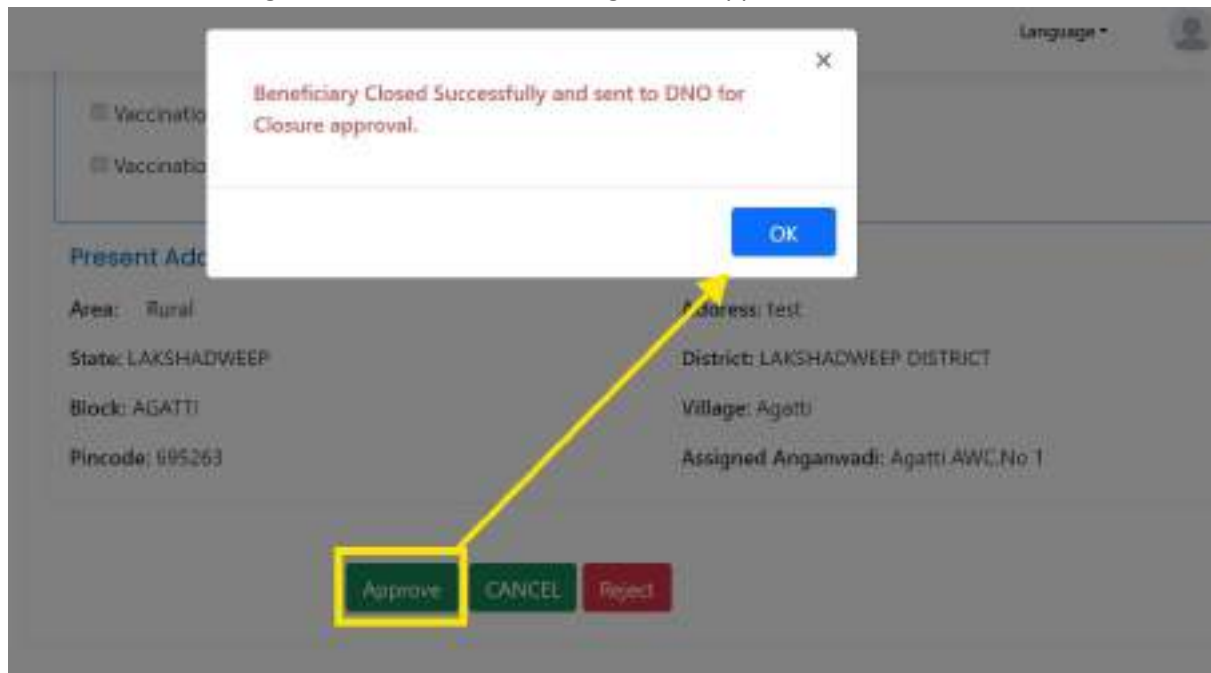 Language
Beneficiary Closed Successfully and sent to DNO for
Closure approval.
Vaccinatio
Vaccinatio
OK
Present Add
Area: Rural
Address: test
State: LAKSHADWEEP
District: LAKSHADWEEP DISTRICT
Block: AGATTI
Village: Agatti
Pincode: 695263
Assigned Anganwadi: Agatti AWC.No 1
Approve CANCEL Reject